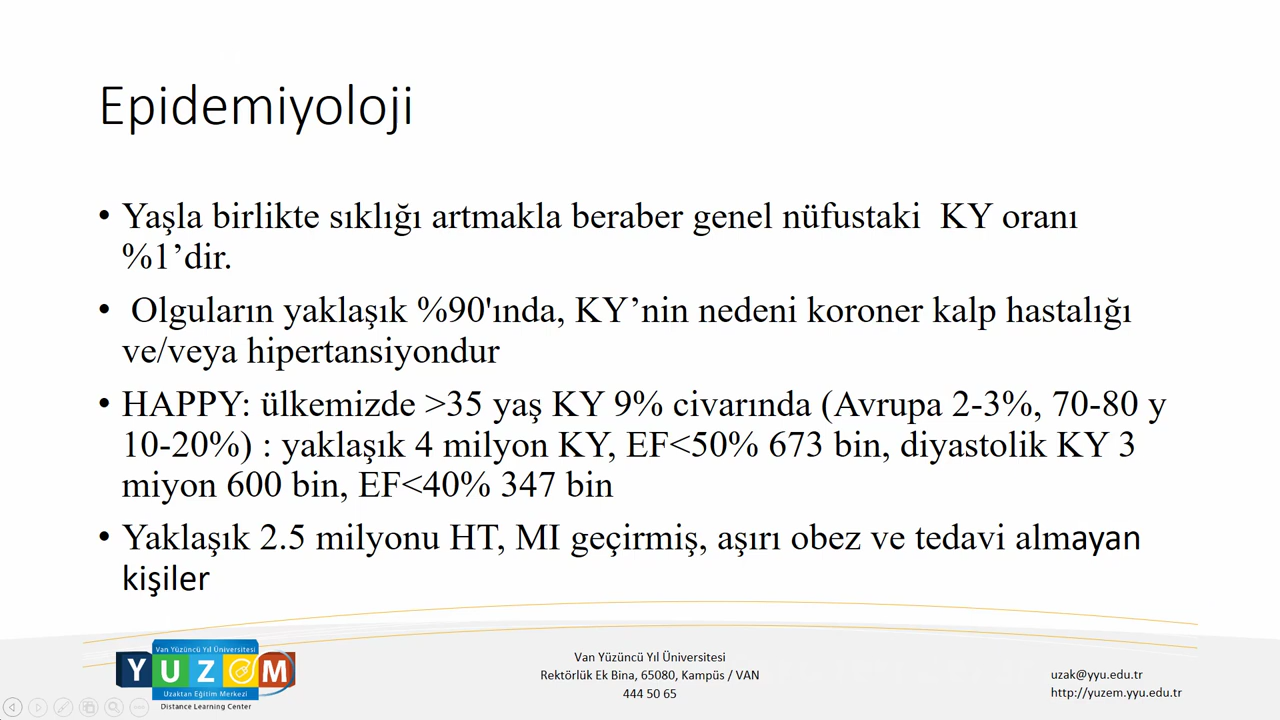 Epidemiyoloji
• Yaşla birlikte sıklığı artmakla beraber genel nüfustaki KY oranı
%1’dir.
• Olguların yaklaşık %90'ında, KY’nin nedeni koroner kalp hastalığı
ve/veya hipertansiyondur
• HAPPY: ülkemizde >35 yaş KY 9% civarında (Avrupa 2-3%, 70-80 y
10-20%) : yaklaşık 4 milyon KY, EF<50% 673 bin, diyastolik KY 3
miyon 600 bin, EF<40% 347 bin
• Yaklaşık 2.5 milyonu HT, MI geçirmiş, aşırı obez ve tedavi almayan
kişiler
Van Yüzüncü Yıl Üniversitesi
YUZEM
Uzaktan Eğitim Merkezi
Distance Learning Center
Van Yüzüncü Yıl Üniversitesi
Rektörlük Ek Bina, 65080, Kampüs / VAN
444 50 65
uzak@yyu.edu.tr
http://yuzem.yyu.edu.tr